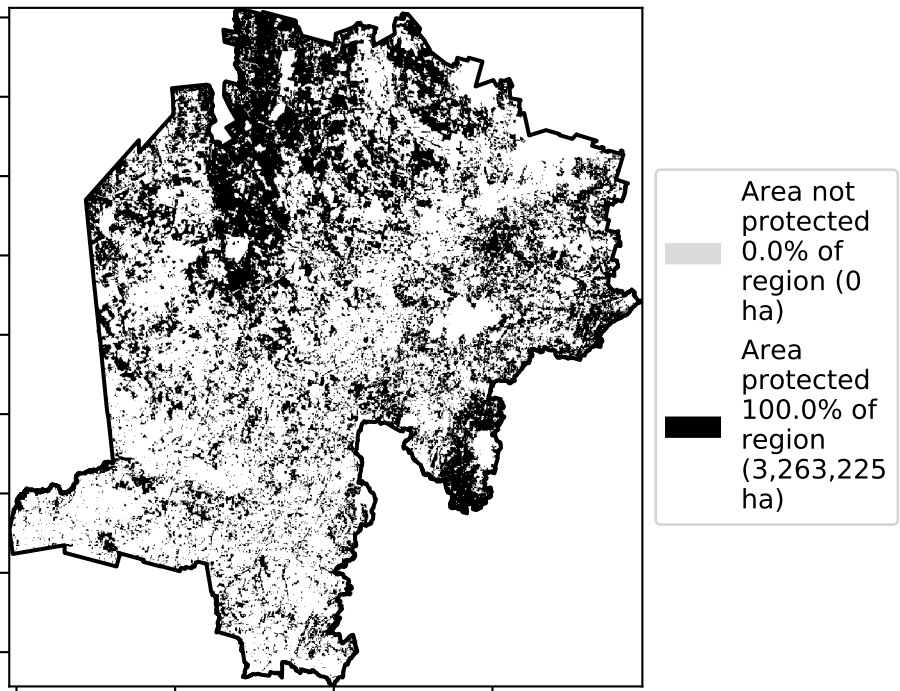 Area not
protected
0.0% of
region (0
ha)
Area
protected
100.0% of
region
(3,263,225
ha)